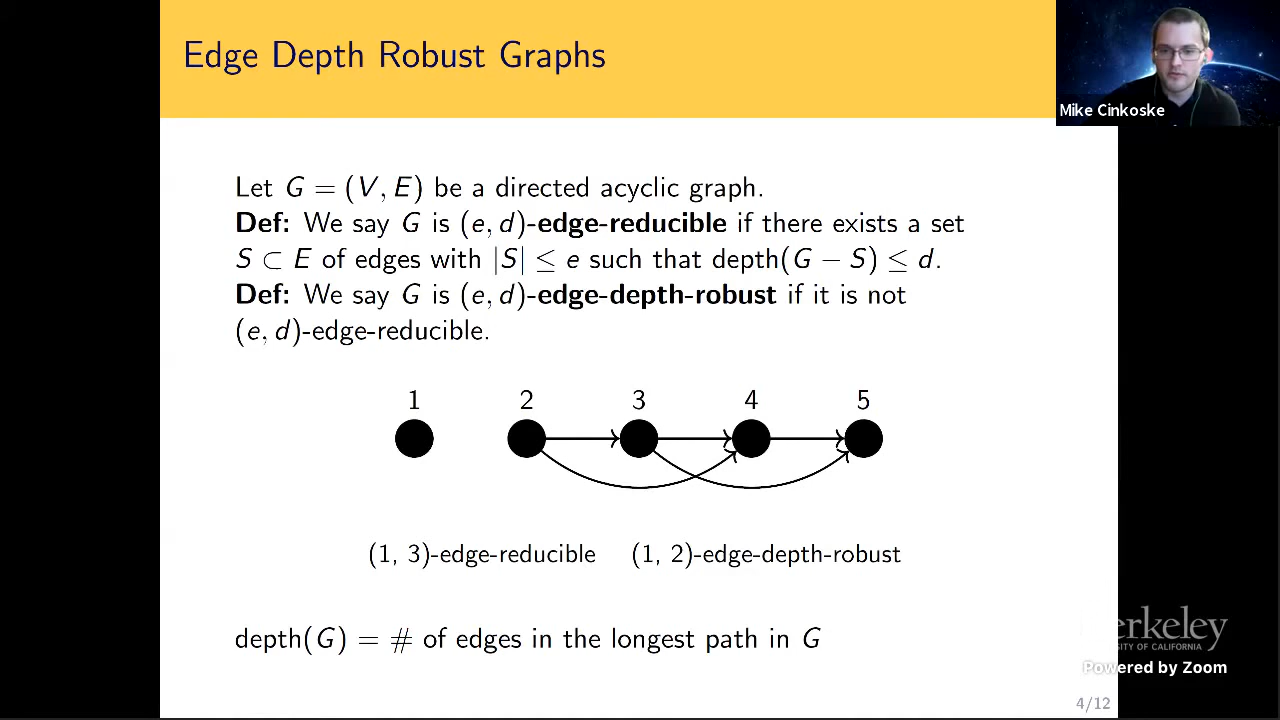 Edge Depth Robust Graphs
Mike Cinkoske
Let G = (V, E) be a directed acyclic graph.
Def: We say G is (e, d)-edge-reducible if there exists a set
S ⊂ E of edges with |S| ≤ e such that depth(G − S) ≤ d.
Def: We say G is (e, d)-edge-depth-robust if it is not
(e, d)-edge-reducible.
1 2 3 4 5
(1, 3)-edge-reducible (1, 2)-edge-depth-robust
depth(G) = # of edges in the longest path in G
Powered by Zoom
4/12